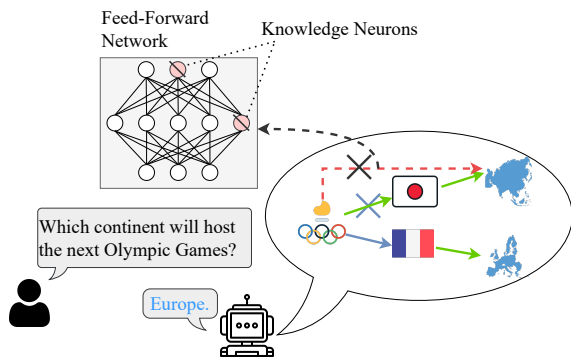 Feed-Forward
Network
Knowledge Neurons
Which continent will host
the next Olympic Games?
Europe.